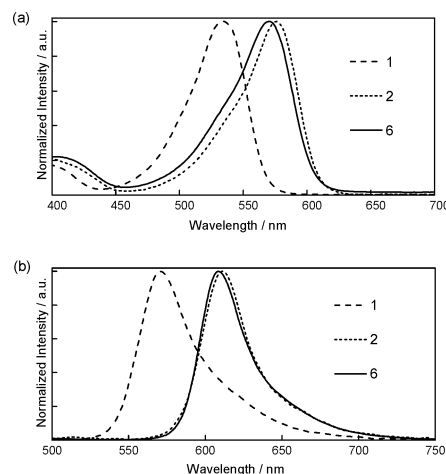 (a)
Normalized Intensity / a.u.
1
2
6
400 450 500 550 600 650 700
Wavelength / nm
(b)
Normalized Intensity / a.u.
1
2
6
500 550 600 650 700 750
Wavelength / nm